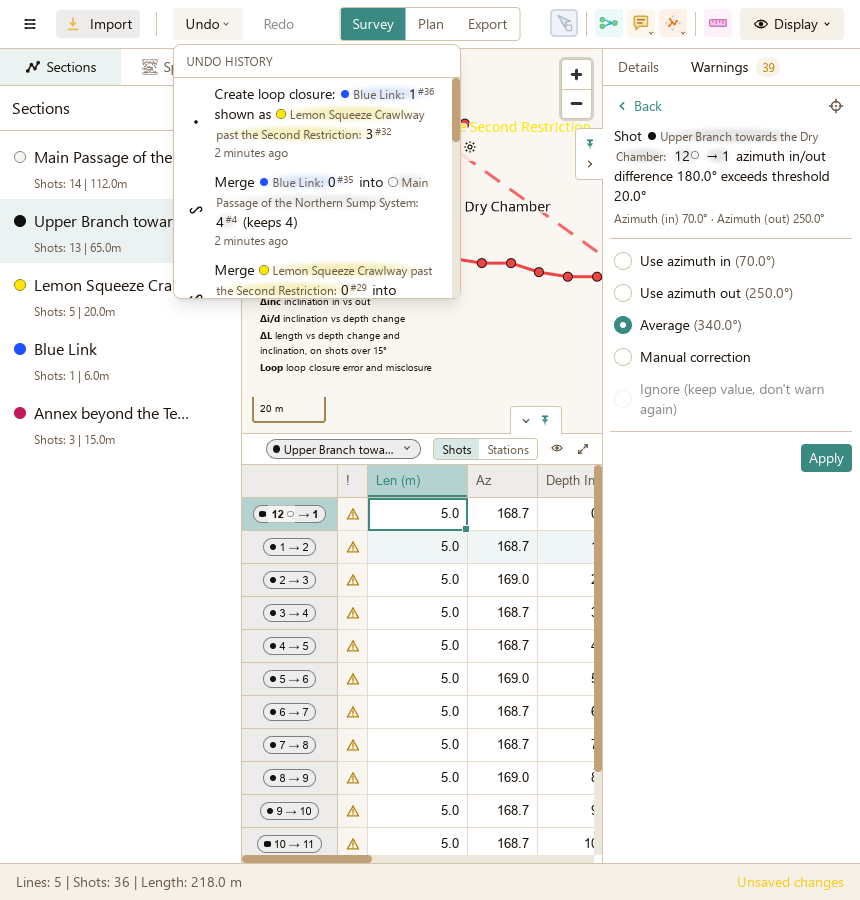 Import
Undo
Redo
Survey
Plan
Export
Display
Sections
Sp
Sections
Main Passage of the
Shots: 14 | 112.0m
Upper Branch towar
Shots: 13 | 65.0m
Lemon Squeeze Cra
Shots: 5 | 20.0m
Blue Link
Shots: 1 | 6.0m
Annex beyond the Te...
Shots: 3 | 15.0m
UNDO HISTORY
Create loop closure: Blue Link: 1 #36
shown as Lemon Squeeze Crawlway
past the Second Restriction: 3 #32
2 minutes ago
Merge Blue Link: 0 #35 into Main
Passage of the Northern Sump System:
4 #4 (keeps 4)
2 minutes ago
Merge Lemon Squeeze Crawlway past
the Second Restriction: 0 #29 into
e Second Restriction
Dry Chamber
+
−
Δinc inclination in vs out
Δi/d inclination vs depth change
ΔL length vs depth change and
inclination, on shots over 15°
Loop loop closure error and misclosure
20 m
Upper Branch towa...
Shots
Stations
! Len (m) Az Depth In
12 → 1 5.0 168.7 0
1 → 2 5.0 168.7 1
2 → 3 5.0 169.0 2
3 → 4 5.0 168.7 3
4 → 5 5.0 168.7 4
5 → 6 5.0 169.0 5
6 → 7 5.0 168.7 6
7 → 8 5.0 168.7 7
8 → 9 5.0 169.0 8
9 → 10 5.0 168.7 9
10 → 11 5.0 168.7 10
Details
Warnings 39
Back
Shot Upper Branch towards the Dry
Chamber: 12 → 1 azimuth in/out
difference 180.0° exceeds threshold
20.0°
Azimuth (in) 70.0° · Azimuth (out) 250.0°
Use azimuth in (70.0°)
Use azimuth out (250.0°)
Average (340.0°)
Manual correction
Ignore (keep value, don't warn
again)
Apply
Lines: 5 | Shots: 36 | Length: 218.0 m
Unsaved changes